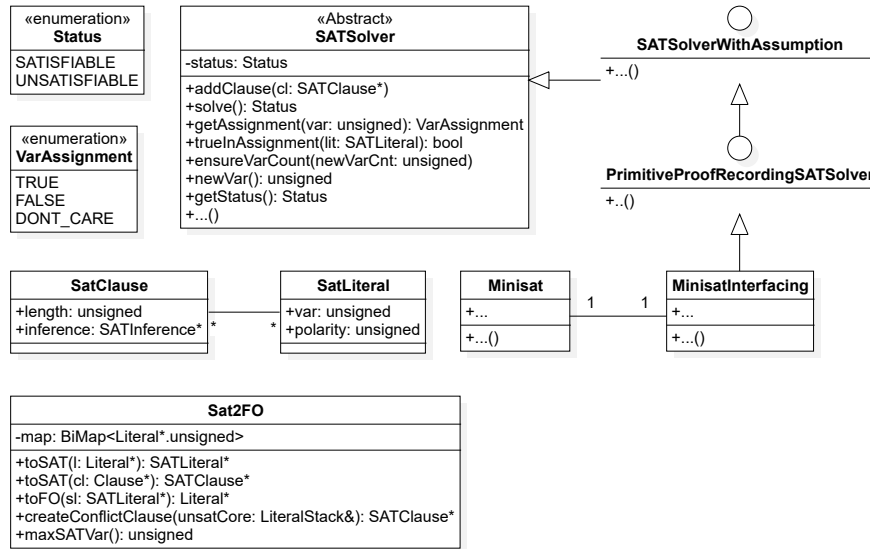 «enumeration»
Status
SATISFIABLE
UNSATISFIABLE
«enumeration»
VarAssignment
TRUE
FALSE
DONT_CARE
«Abstract»
SATSolver
-status: Status
+addClause(cl: SATClause*)
+solve(): Status
+getAssignment(var: unsigned): VarAssignment
+trueInAssignment(lit: SATLiteral): bool
+ensureVarCount(newVarCnt: unsigned)
+newVar(): unsigned
+getStatus(): Status
+...()
SATSolverWithAssumption
+...()
PrimitiveProofRecordingSATSolver
+..()
SatClause
+length: unsigned
+inference: SATInference*
*
*
SatLiteral
+var: unsigned
+polarity: unsigned
Minisat
+...
+...()
1
1
MinisatInterfacing
+...
+...()
Sat2FO
-map: BiMap<Literal*.unsigned>
+toSAT(l: Literal*): SATLiteral*
+toSAT(cl: Clause*): SATClause*
+toFO(sl: SATLiteral*): Literal*
+createConflictClause(unsatCore: LiteralStack&): SATClause*
+maxSATVar(): unsigned